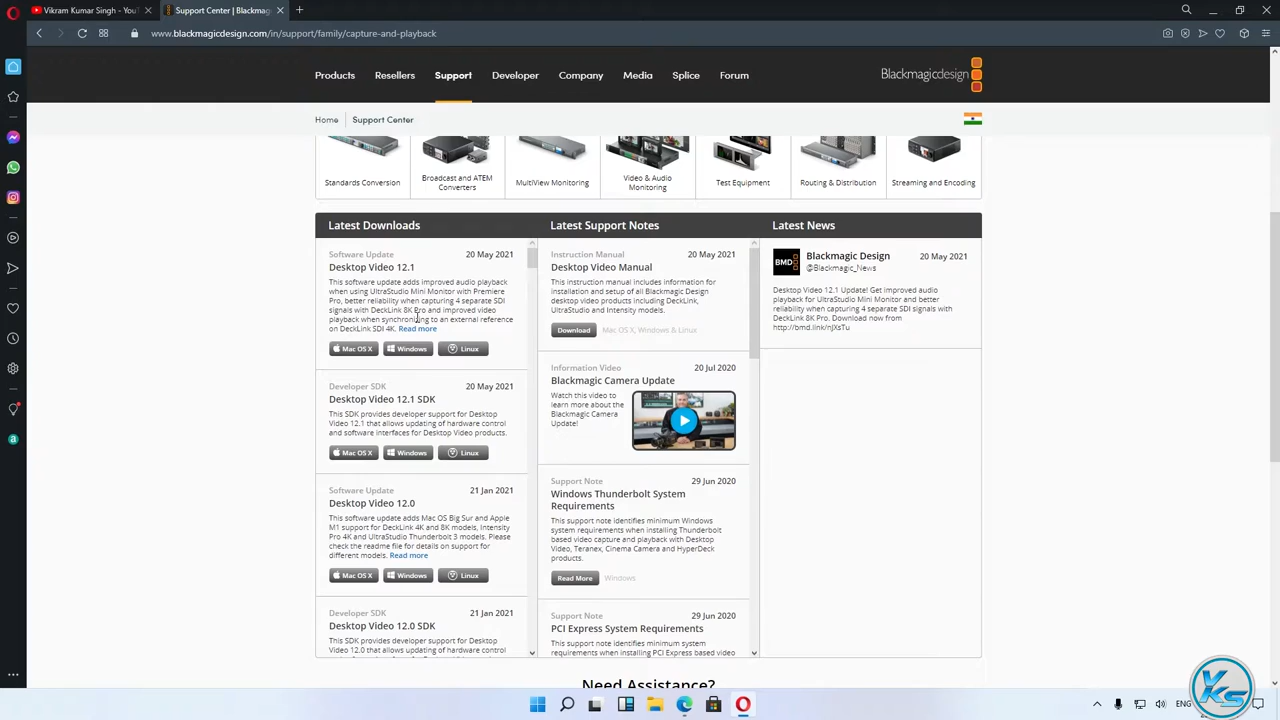 Vikram Kumar Singh - You
Support Center | Blackmag
www.blackmagicdesign.com/in/support/family/capture-and-playback
Products
Resellers
Support
Developer
Company
Media
Splice
Forum
Blackmagicdesign
Home
Support Center
Standards Conversion
Broadcast and ATEM
Converters
MultiView Monitoring
Video & Audio
Monitoring
Test Equipment
Routing & Distribution
Streaming and Encoding
Latest Downloads
Software Update
20 May 2021
Desktop Video 12.1
This software update adds improved audio playback
when using UltraStudio Mini Monitor with Premiere
Pro, better reliability when capturing 4 separate SDI
signals with DeckLink 8K Pro and improved video
playback when synchronizing to an external reference
on DeckLink SDI 4K. Read more
Mac OS X
Windows
Linux
Developer SDK
20 May 2021
Desktop Video 12.1 SDK
This SDK provides developer support for Desktop
Video 12.1 that allows updating of hardware control
and software interfaces for Desktop Video products.
Mac OS X
Windows
Linux
Software Update
21 Jan 2021
Desktop Video 12.0
This software update adds Mac OS Big Sur and Apple
M1 support for DeckLink 4K and 8K models, Intensity
Pro 4K and UltraStudio Thunderbolt 3 models. Please
check the readme file for details on support for
different models. Read more
Mac OS X
Windows
Linux
Developer SDK
21 Jan 2021
Desktop Video 12.0 SDK
This SDK provides developer support for Desktop
Video 12.0 that allows updating of hardware control
Latest Support Notes
Instruction Manual
20 May 2021
Desktop Video Manual
This instruction manual includes information for
installation and setup of all Blackmagic Design
desktop video products including DeckLink,
UltraStudio and Intensity models.
Download
Mac OS X, Windows & Linux
Information Video
20 Jul 2020
Blackmagic Camera Update
Watch this video to
learn more about the
Blackmagic Camera
Update!
Support Note
29 Jun 2020
Windows Thunderbolt System
Requirements
This support note identifies minimum Windows
system requirements when installing Thunderbolt
based video capture and playback with Desktop
Video, Teranex, Cinema Camera and HyperDeck
products.
Read More
Windows
Support Note
29 Jun 2020
PCI Express System Requirements
This support note identifies minimum system
requirements when installing PCI Express based video
Latest News
BMD
Blackmagic Design
20 May 2021
@Blackmagic_News
Desktop Video 12.1 Update! Get improved audio
playback for UltraStudio Mini Monitor and better
reliability when capturing 4 separate SDI signals with
DeckLink 8K Pro. Download now from
http://bmd.link/nJXsTu
Need Assistance?
ENG
KS